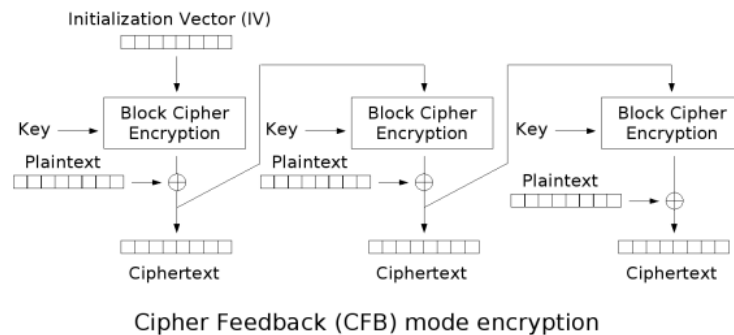 Initialization Vector (IV)
Block Cipher
Encryption
Key
Plaintext
Ciphertext
Block Cipher
Encryption
Key
Plaintext
Ciphertext
Block Cipher
Encryption
Key
Plaintext
Ciphertext
Cipher Feedback (CFB) mode encryption